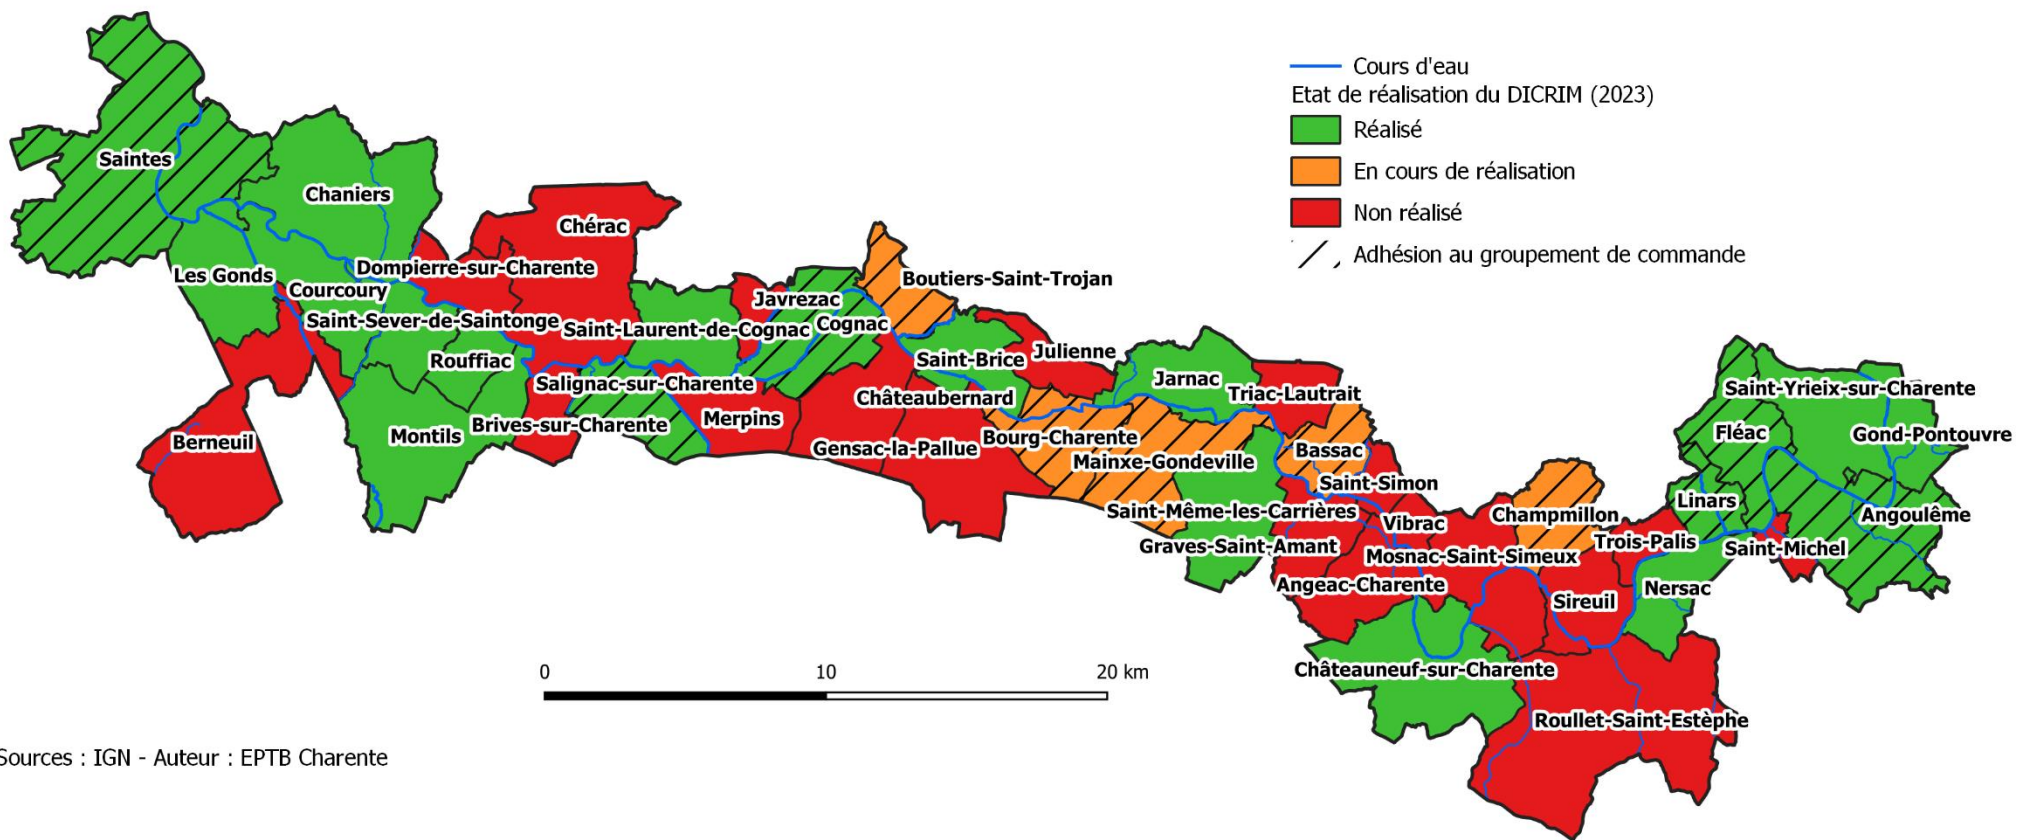 Cours d'eau
Etat de réalisation du DICRIM (2023)
Réalisé
En cours de réalisation
Non réalisé
Adhésion au groupement de commande
Saintes
Chaniers
Chérac
Les Gonds
Dompierre-sur-Charente
Courcoury
Boutiers-Saint-Trojan
Javrezac
Saint-Sever-de-Saintonge
Saint-Laurent-de-Cognac
Cognac
Rouffiac
Saint-Brice
Julienne
Salignac-sur-Charente
Jarnac
Triac-Lautrait
Saint-Yrieix-sur-Charente
Châteaubernard
Merpins
Brives-sur-Charente
Montils
Berneuil
Gensac-la-Pallue
Bourg-Charente
Mainxe-Gondeville
Bassac
Fléac
Gond-Pontouvre
Saint-Simon
Saint-Même-les-Carrières
Vibrac
Champmillon
Linars
Angoulême
Graves-Saint-Amant
Mosnac-Saint-Simeux
Trois-Palis
Saint-Michel
Angeac-Charente
Sireuil
Nersac
Châteauneuf-sur-Charente
Roullet-Saint-Estèphe
0 10 20 km
Sources : IGN - Auteur : EPTB Charente